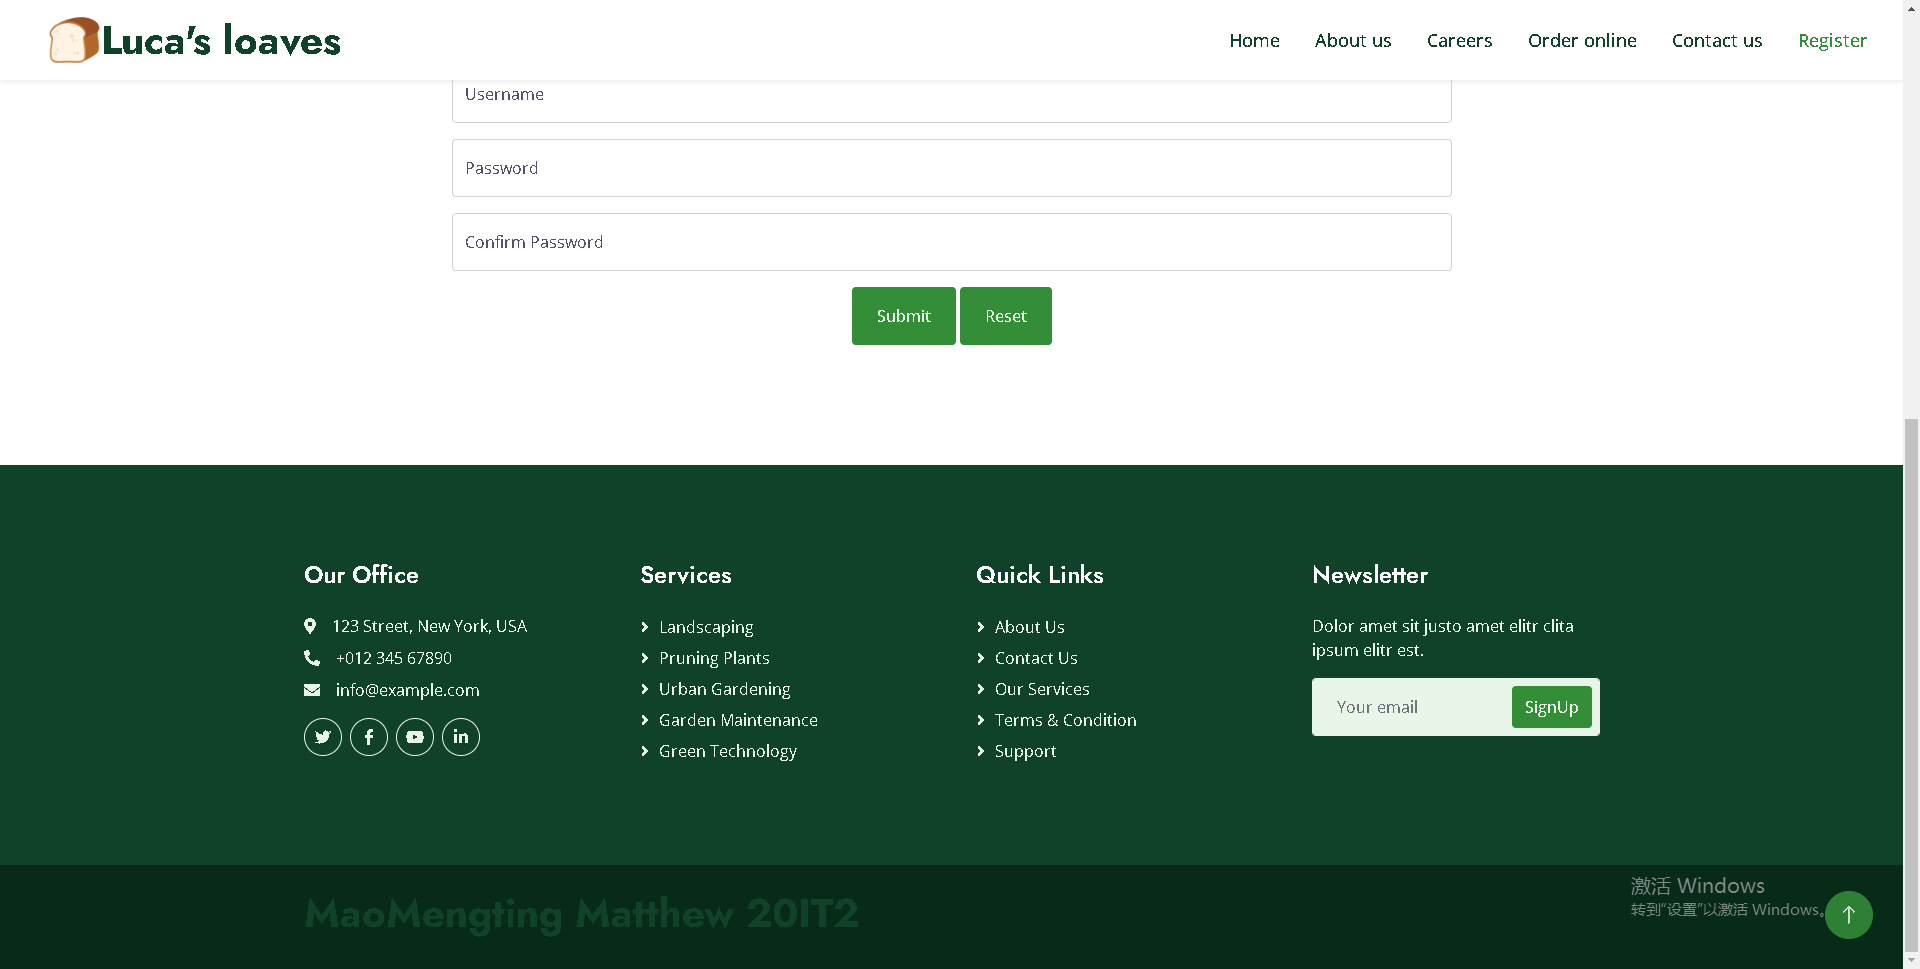 Luca's loaves
Home
About us
Careers
Order online
Contact us
Register
Username
Password
Confirm Password
Submit
Reset
Our Office
123 Street, New York, USA
+012 345 67890
info@example.com
Services
Landscaping
Pruning Plants
Urban Gardening
Garden Maintenance
Green Technology
Quick Links
About Us
Contact Us
Our Services
Terms & Condition
Support
Newsletter
Dolor amet sit justo amet elitr clita
ipsum elitr est.
Your email
SignUp
MaoMengting Matthew 20IT2
激活 Windows
转到“设置”以激活 Windows。